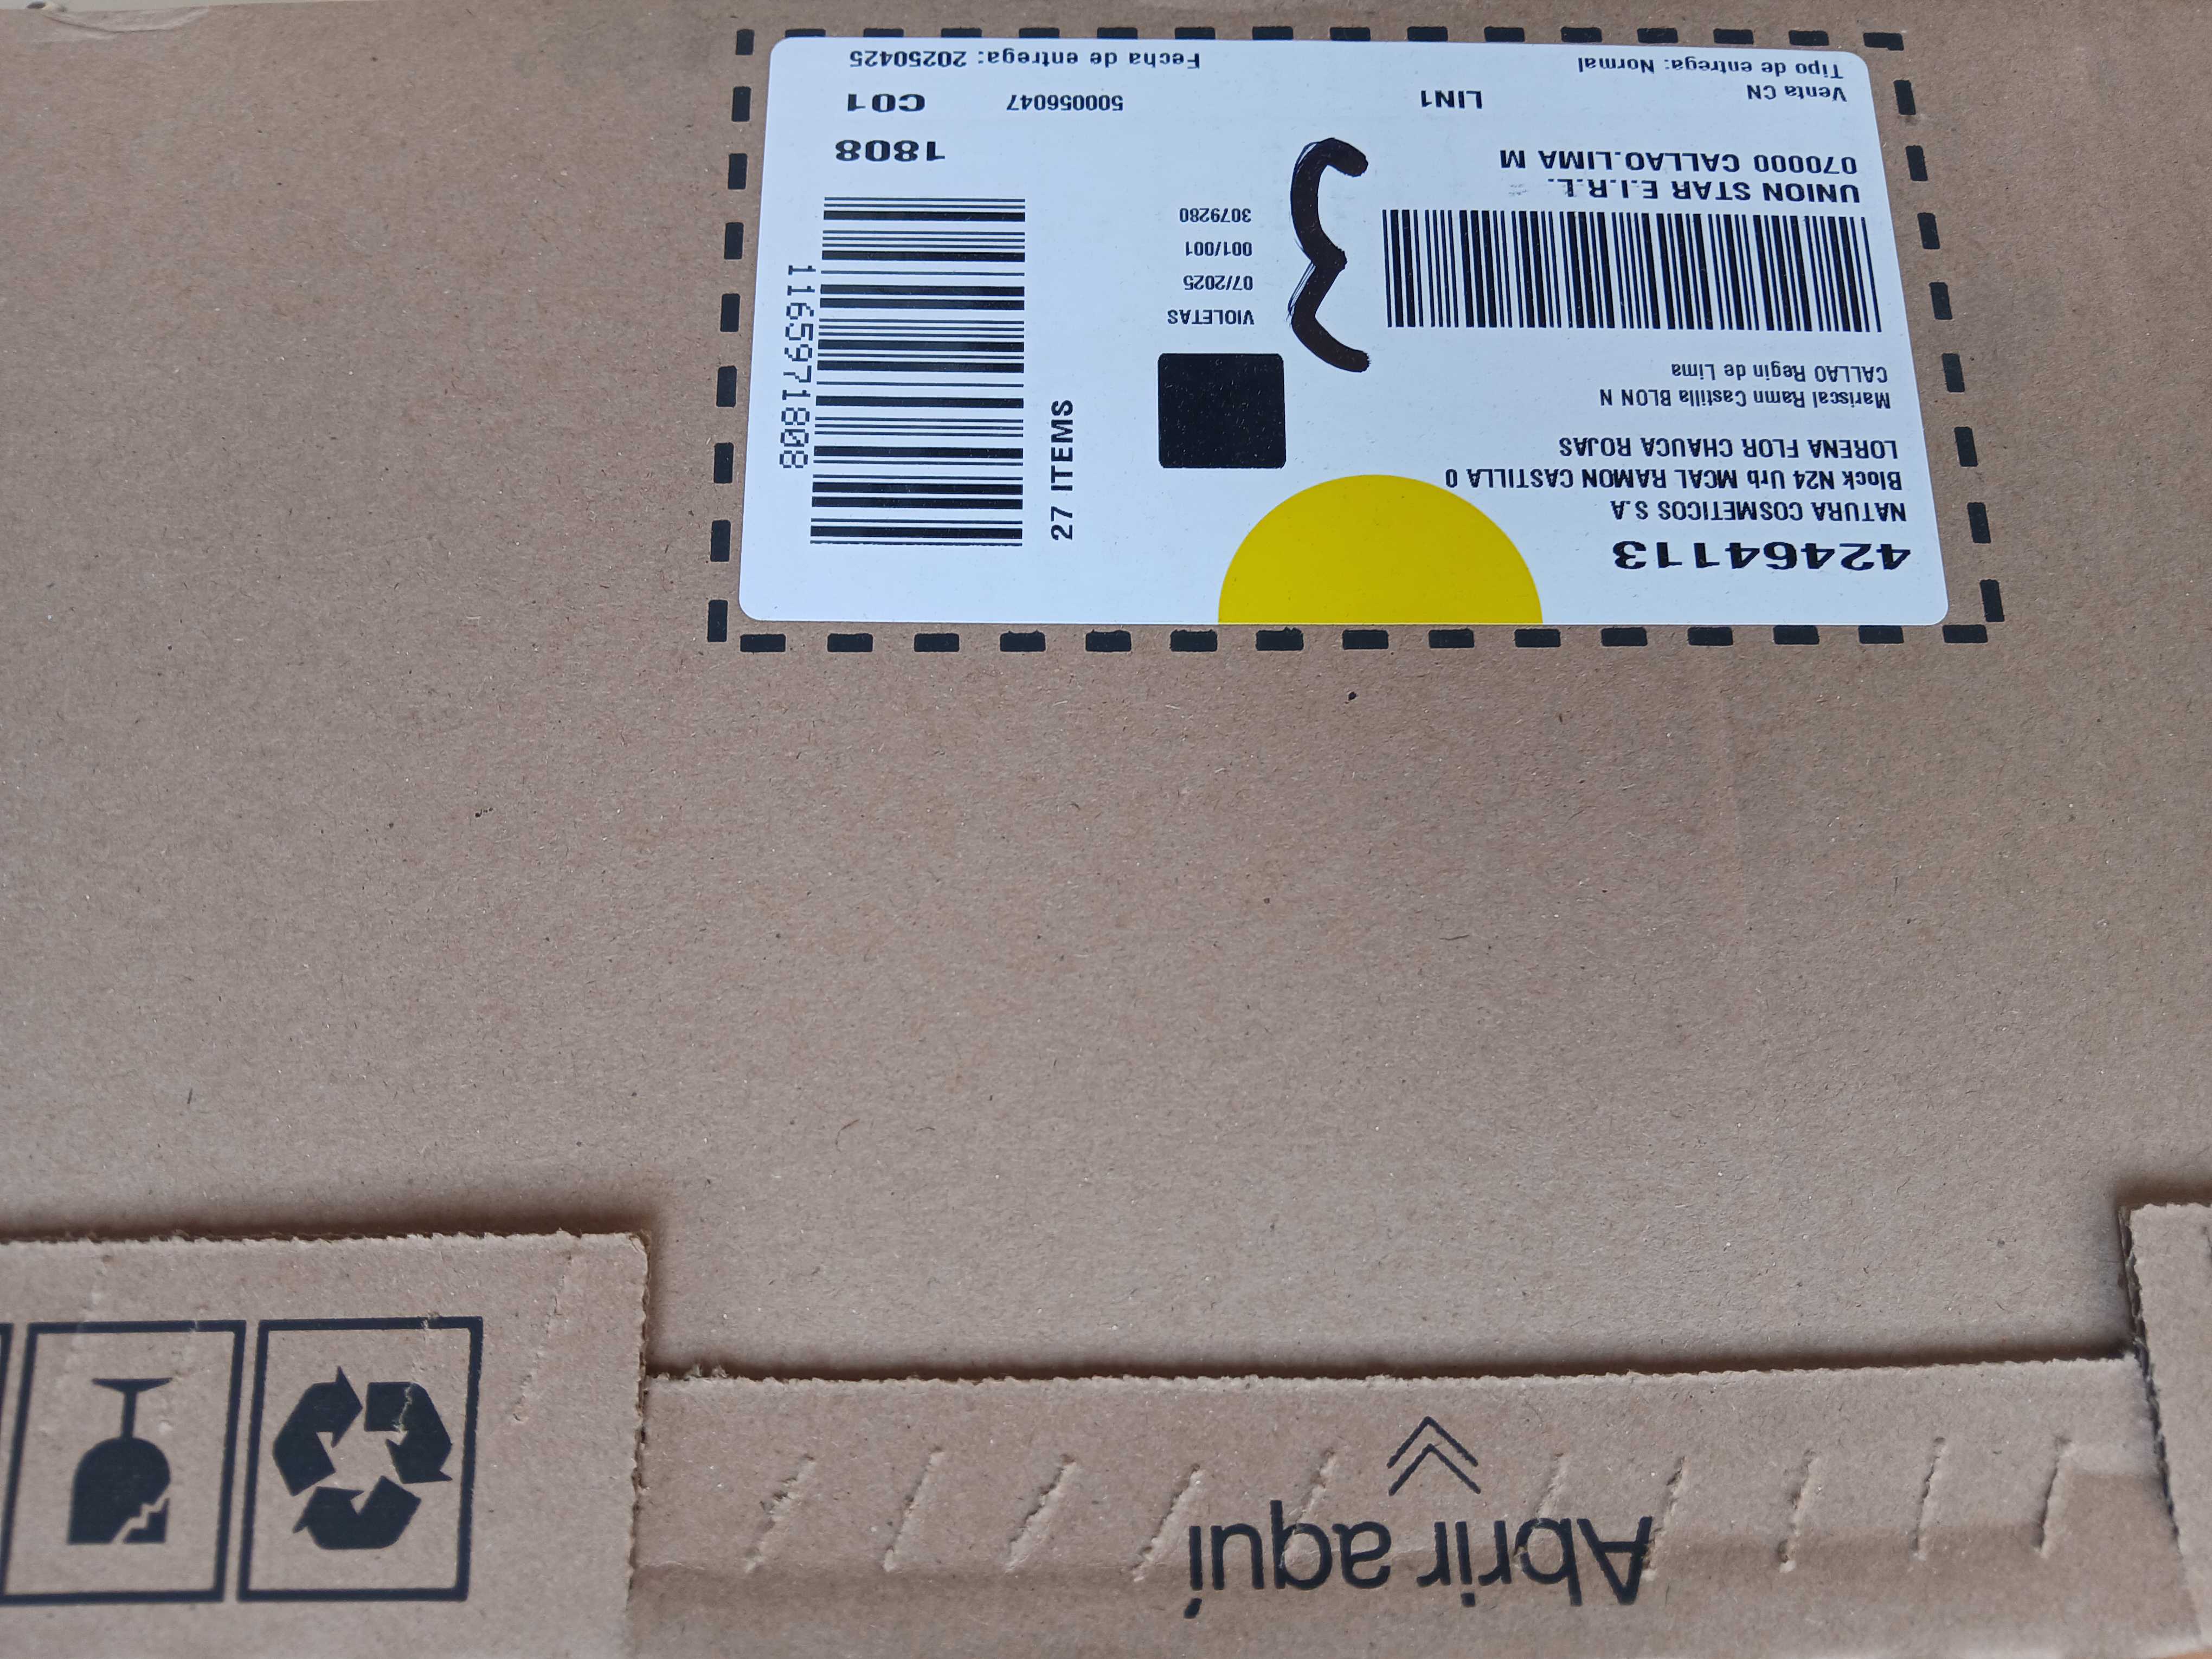 42464113
NATURA COSMETICOS S.A
Block N24 Urb MCAL RAMON CASTILLA 0
LORENA FLOR CHAUCA ROJAS
Mariscal Ramn Castilla BLON N
CALLAO Regin de Lima
UNION STAR E.I.R.L.
070000 CALLAO.LIMA M
Venta CN
LIN1
Tipo de entrega: Normal
VIOLETAS
07/2025
001/001
3079280
27 ITEMS
1165971808
1808
500056047
C01
Fecha de entrega: 20250425
Abrir aquí